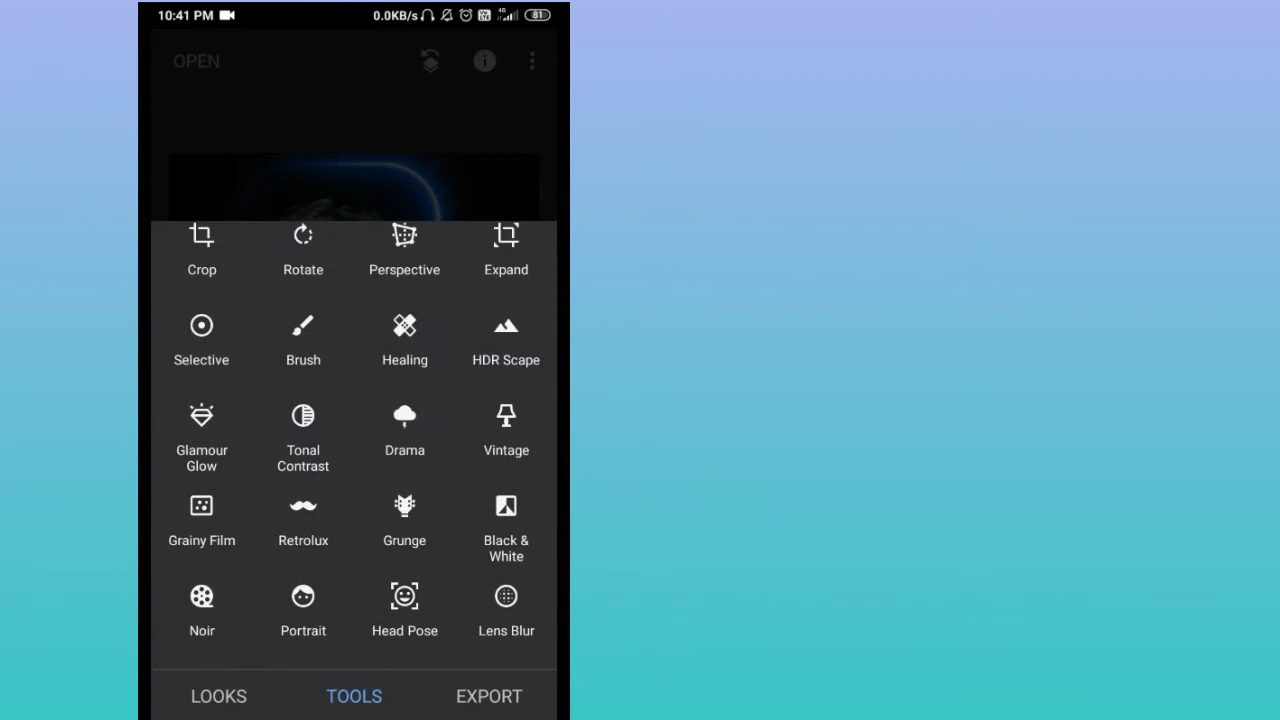 10:41 PM 0.0KB/s 4G 81
OPEN
Crop Rotate Perspective Expand
Selective Brush Healing HDR Scape
Glamour Glow Tonal Contrast Drama Vintage
Grainy Film Retrolux Grunge Black & White
Noir Portrait Head Pose Lens Blur
LOOKS TOOLS EXPORT